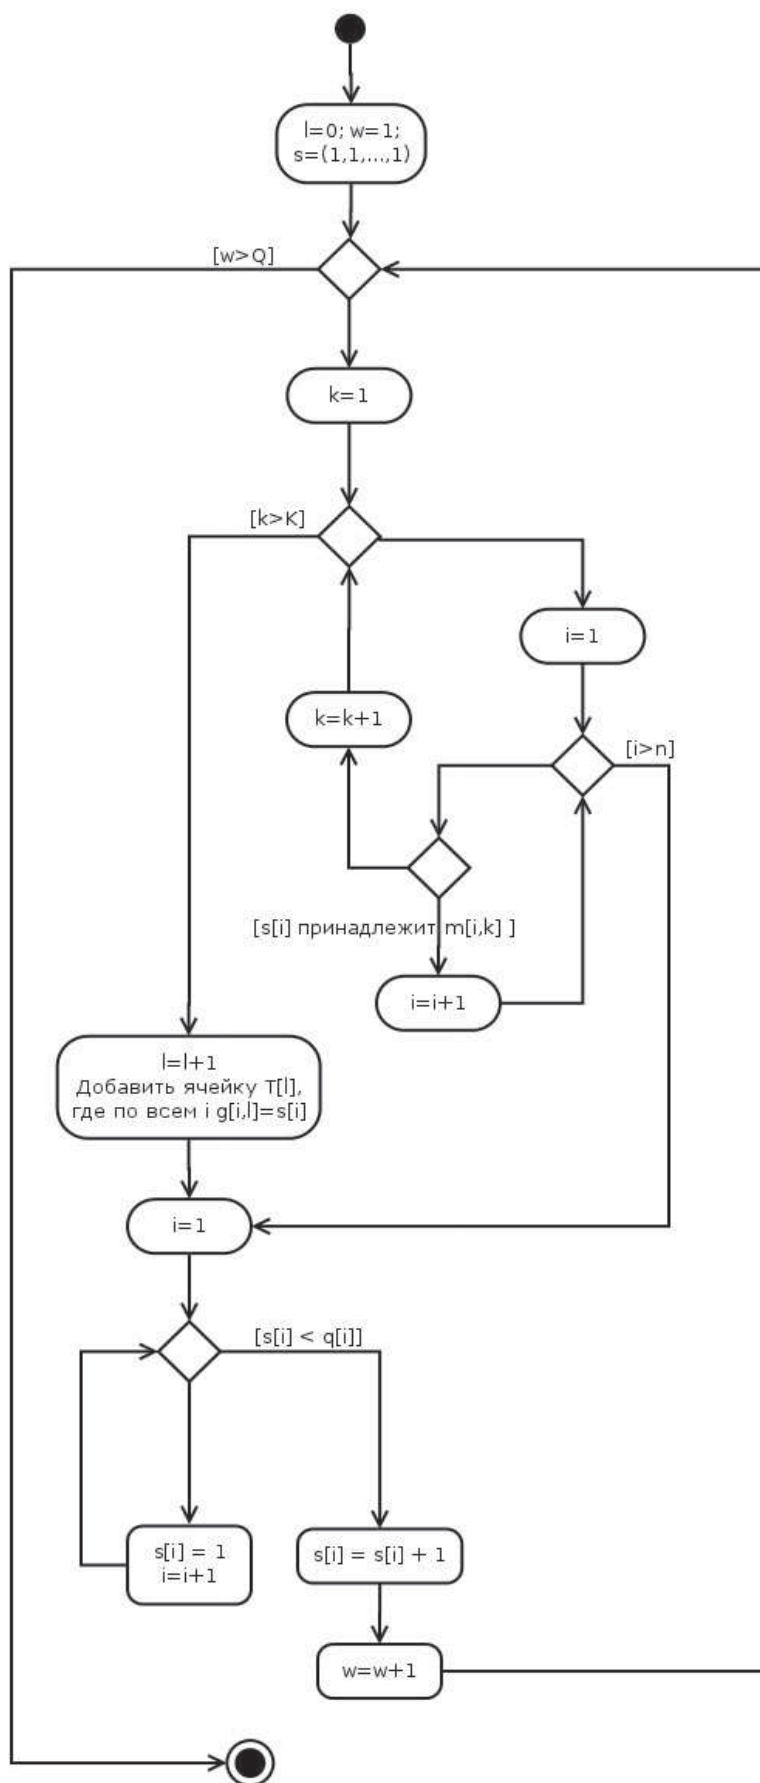 l=0; w=1;
s=(1,1,...,1)
[w>Q]
k=1
[k>K]
i=1
k=k+1
[i>n]
[s[i] принадлежит m[i,k] ]
i=i+1
l=l+1
Добавить ячейку T[l],
где по всем i g[i,l]=s[i]
i=1
[s[i] < q[i]]
s[i] = 1
i=i+1
s[i] = s[i] + 1
w=w+1